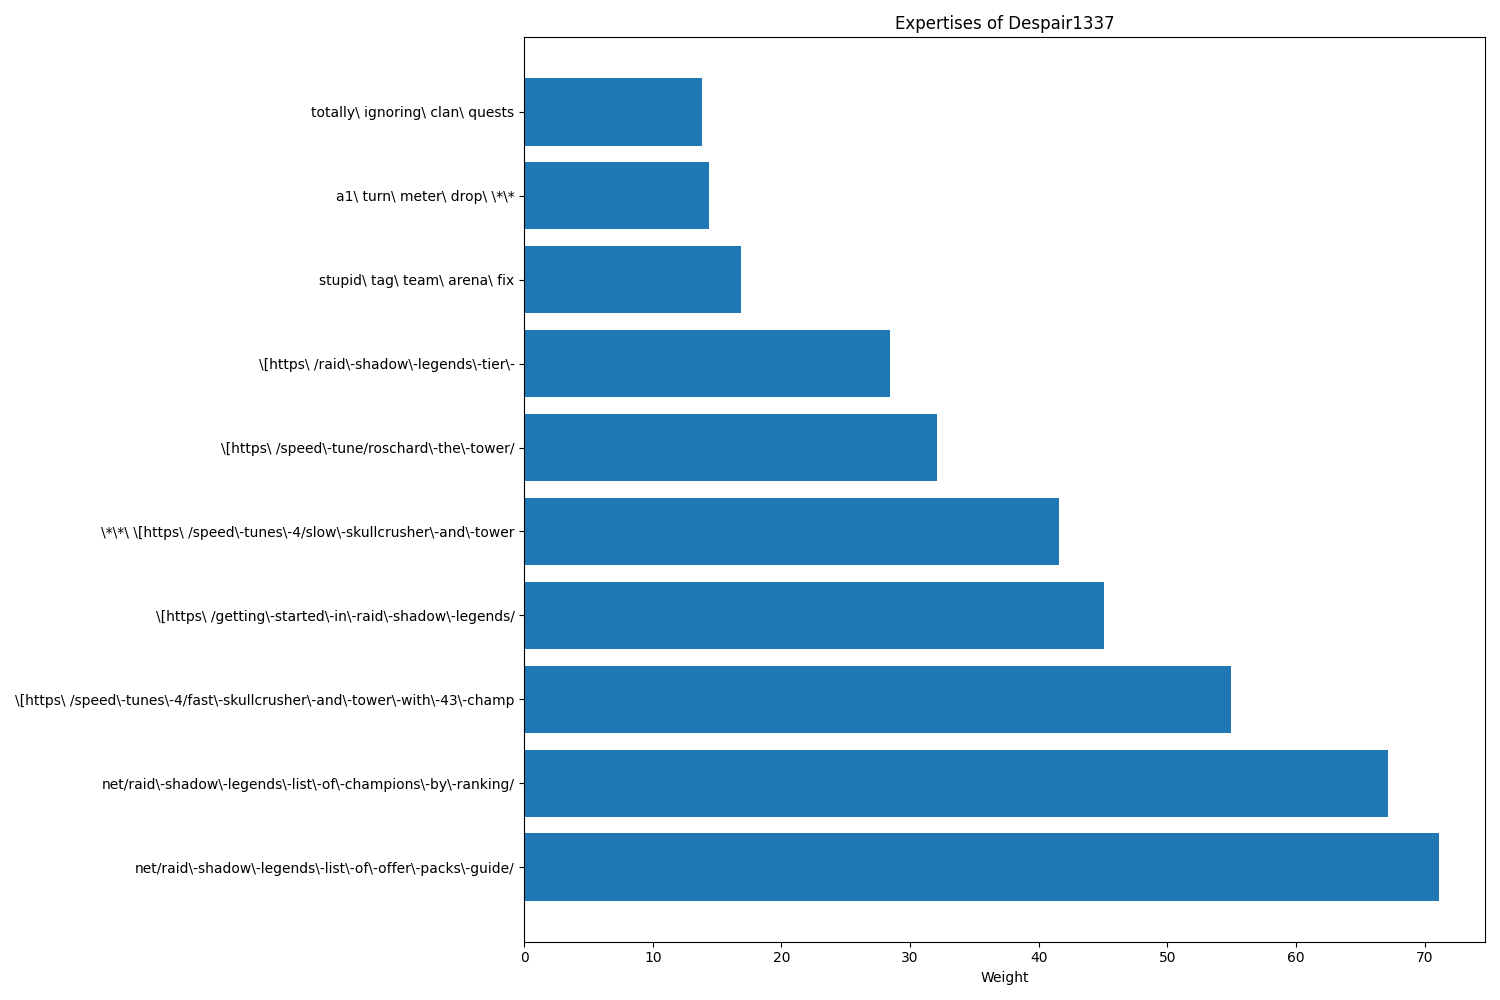 Expertises of Despair1337
totally\ ignoring\ clan\ quests
a1\ turn\ meter\ drop\ \*\*
stupid\ tag\ team\ arena\ fix
\[https\ /raid\-shadow\-legends\-tier\-
\[https\ /speed\-tune/roschard\-the\-tower/
\*\*\ \[https\ /speed\-tunes\-4/slow\-skullcrusher\-and\-tower
\[https\ /getting\-started\-in\-raid\-shadow\-legends/
\[https\ /speed\-tunes\-4/fast\-skullcrusher\-and\-tower\-with\-43\-champ
net/raid\-shadow\-legends\-list\-of\-champions\-by\-ranking/
net/raid\-shadow\-legends\-list\-of\-offer\-packs\-guide/
0 10 20 30 40 50 60 70
Weight